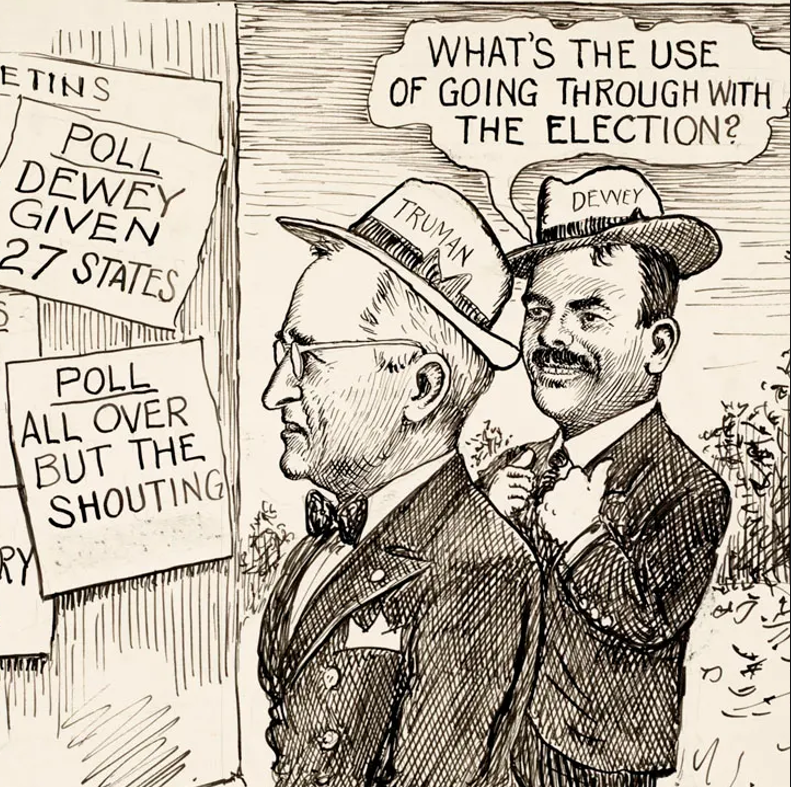 ETINS
POLL
DEWEY
GIVEN
27 STATES
POLL
ALL OVER
BUT THE
SHOUTING
RY
WHAT'S THE USE
OF GOING THROUGH WITH
THE ELECTION?
TRUMAN
DEWEY